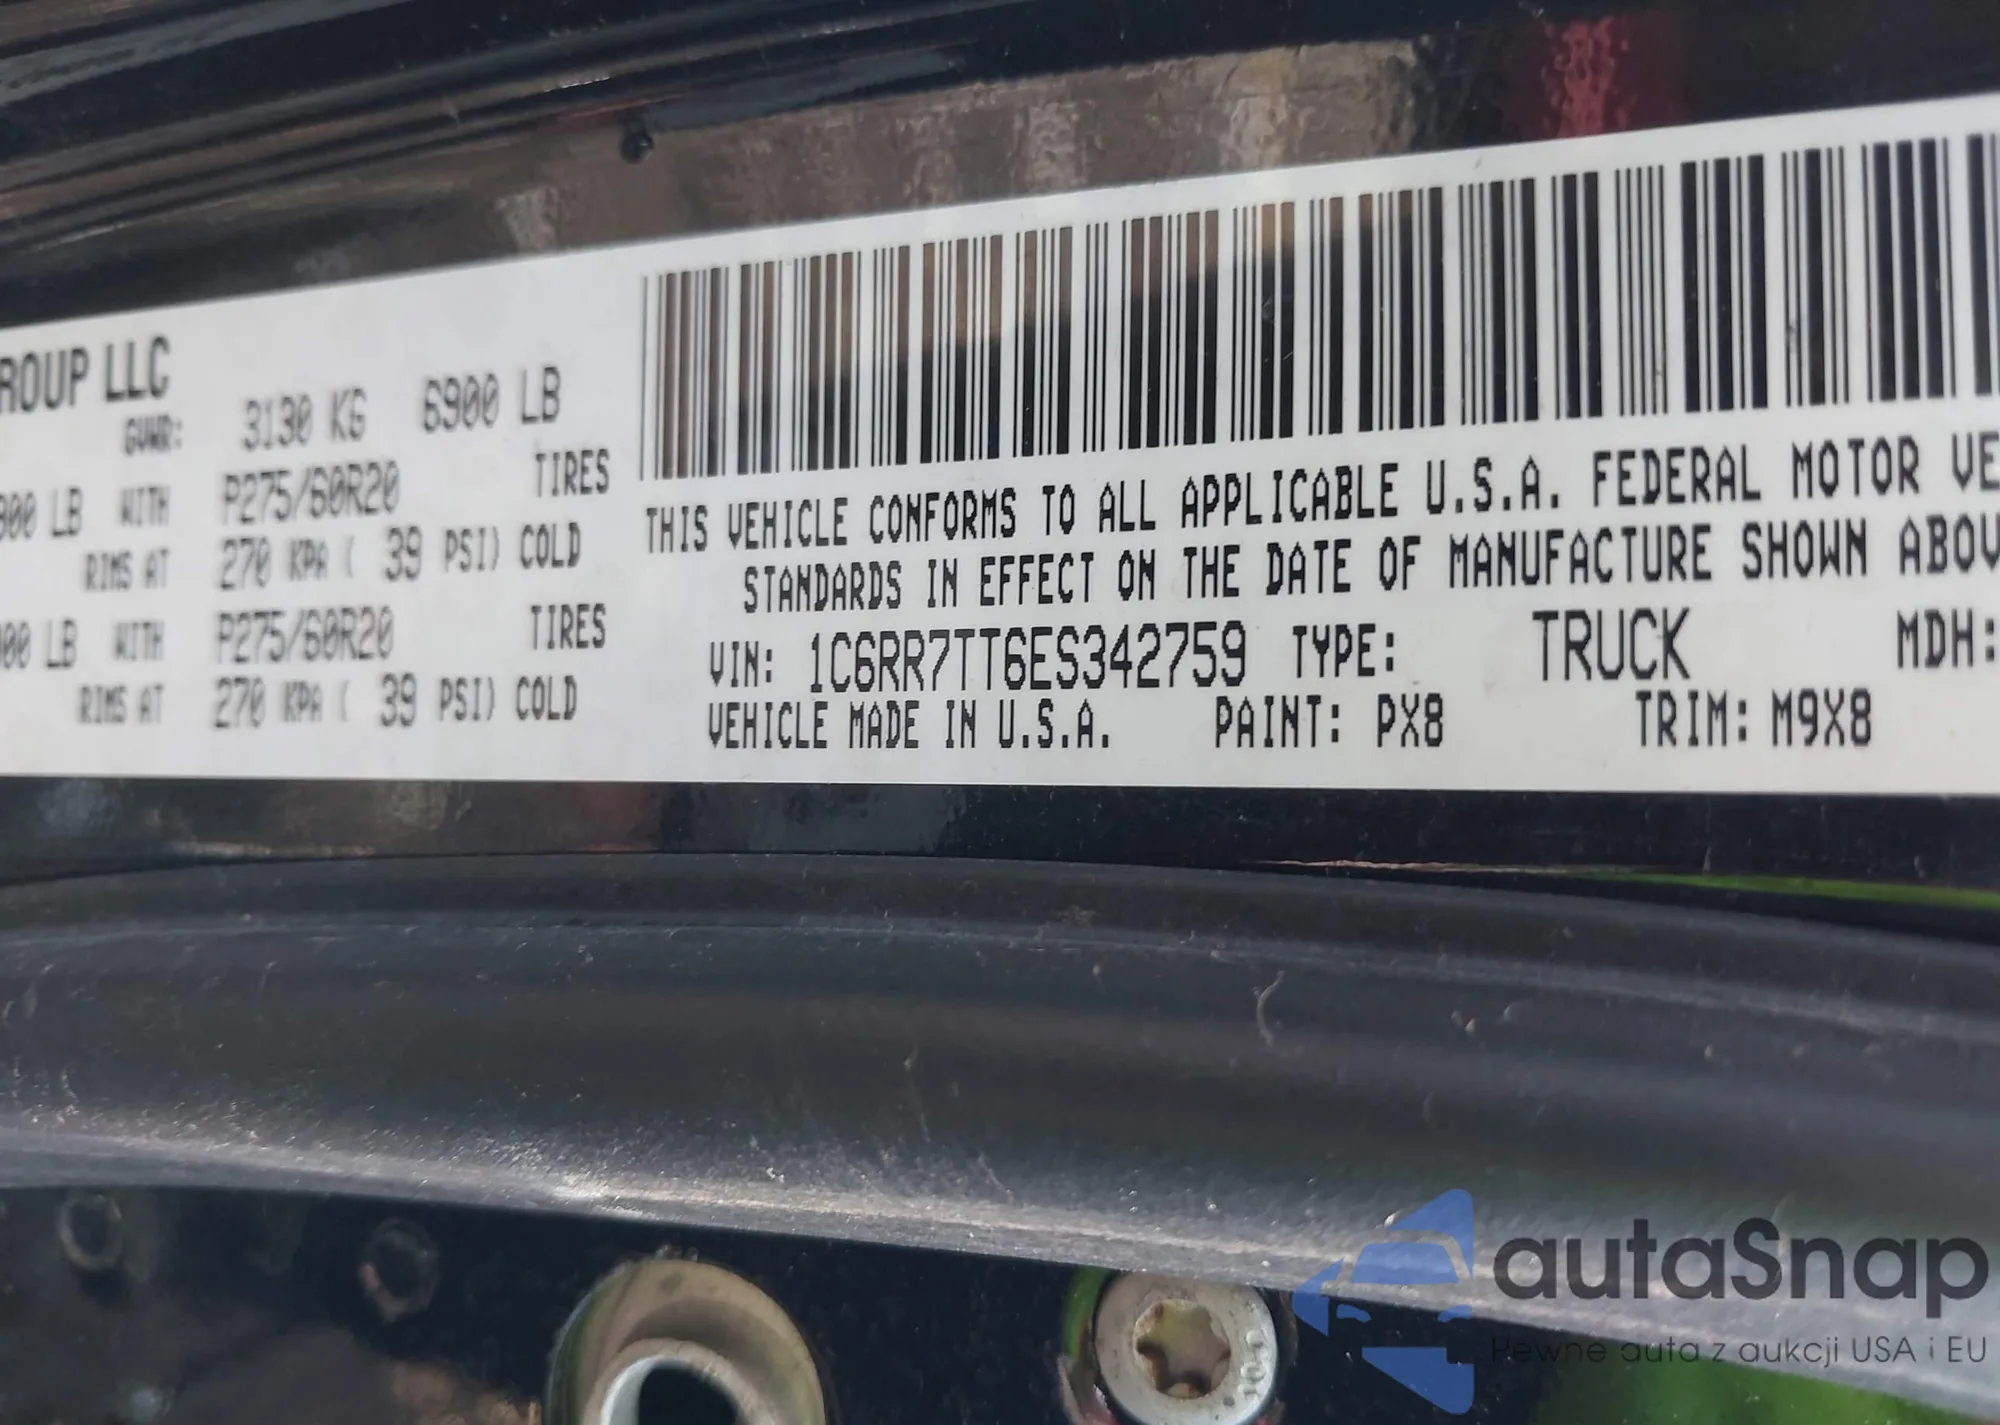 ROUP LLC
GVWR: 3130 KG 6900 LB
900 LB WITH P275/60R20 TIRES
RIMS AT 270 KPA ( 39 PSI) COLD
900 LB WITH P275/60R20 TIRES
RIMS AT 270 KPA ( 39 PSI) COLD
THIS VEHICLE CONFORMS TO ALL APPLICABLE U.S.A. FEDERAL MOTOR VE
STANDARDS IN EFFECT ON THE DATE OF MANUFACTURE SHOWN ABOV
VIN: 1C6RR7TT6ES342759 TYPE: TRUCK MDH:
VEHICLE MADE IN U.S.A. PAINT: PX8 TRIM: M9X8
autaSnap
Pewne auta z aukcji USA i EU